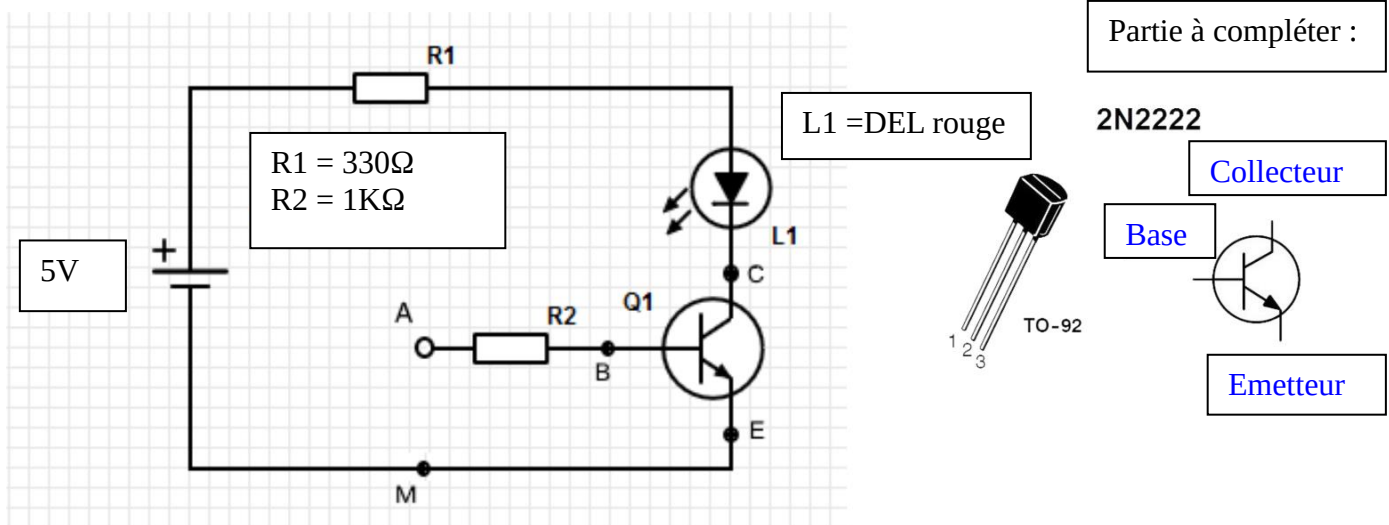 Partie à compléter :
R1
L1 =DEL rouge
2N2222
R1 = 330Ω
R2 = 1KΩ
Collecteur
Base
L1
+
5V
C
Q1
A
R2
B
TO-92
1
2
3
Emetteur
E
M